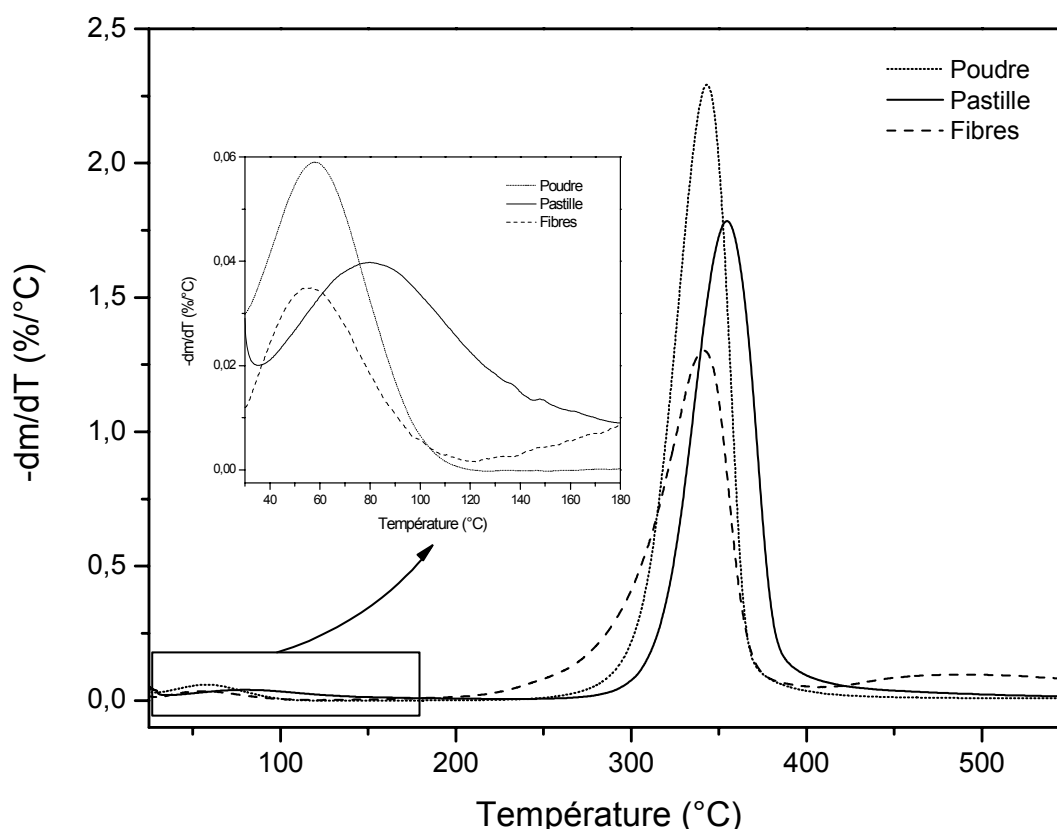 2,5
2,0
1,5
1,0
0,5
0,0
-dm/dT (%/°C)
Poudre
Pastille
Fibres
0,06
0,04
0,02
0,00
-dm/dT (%/°C)
Poudre
Pastille
Fibres
40 60 80 100 120 140 160 180
Température (°C)
100 200 300 400 500
Température (°C)